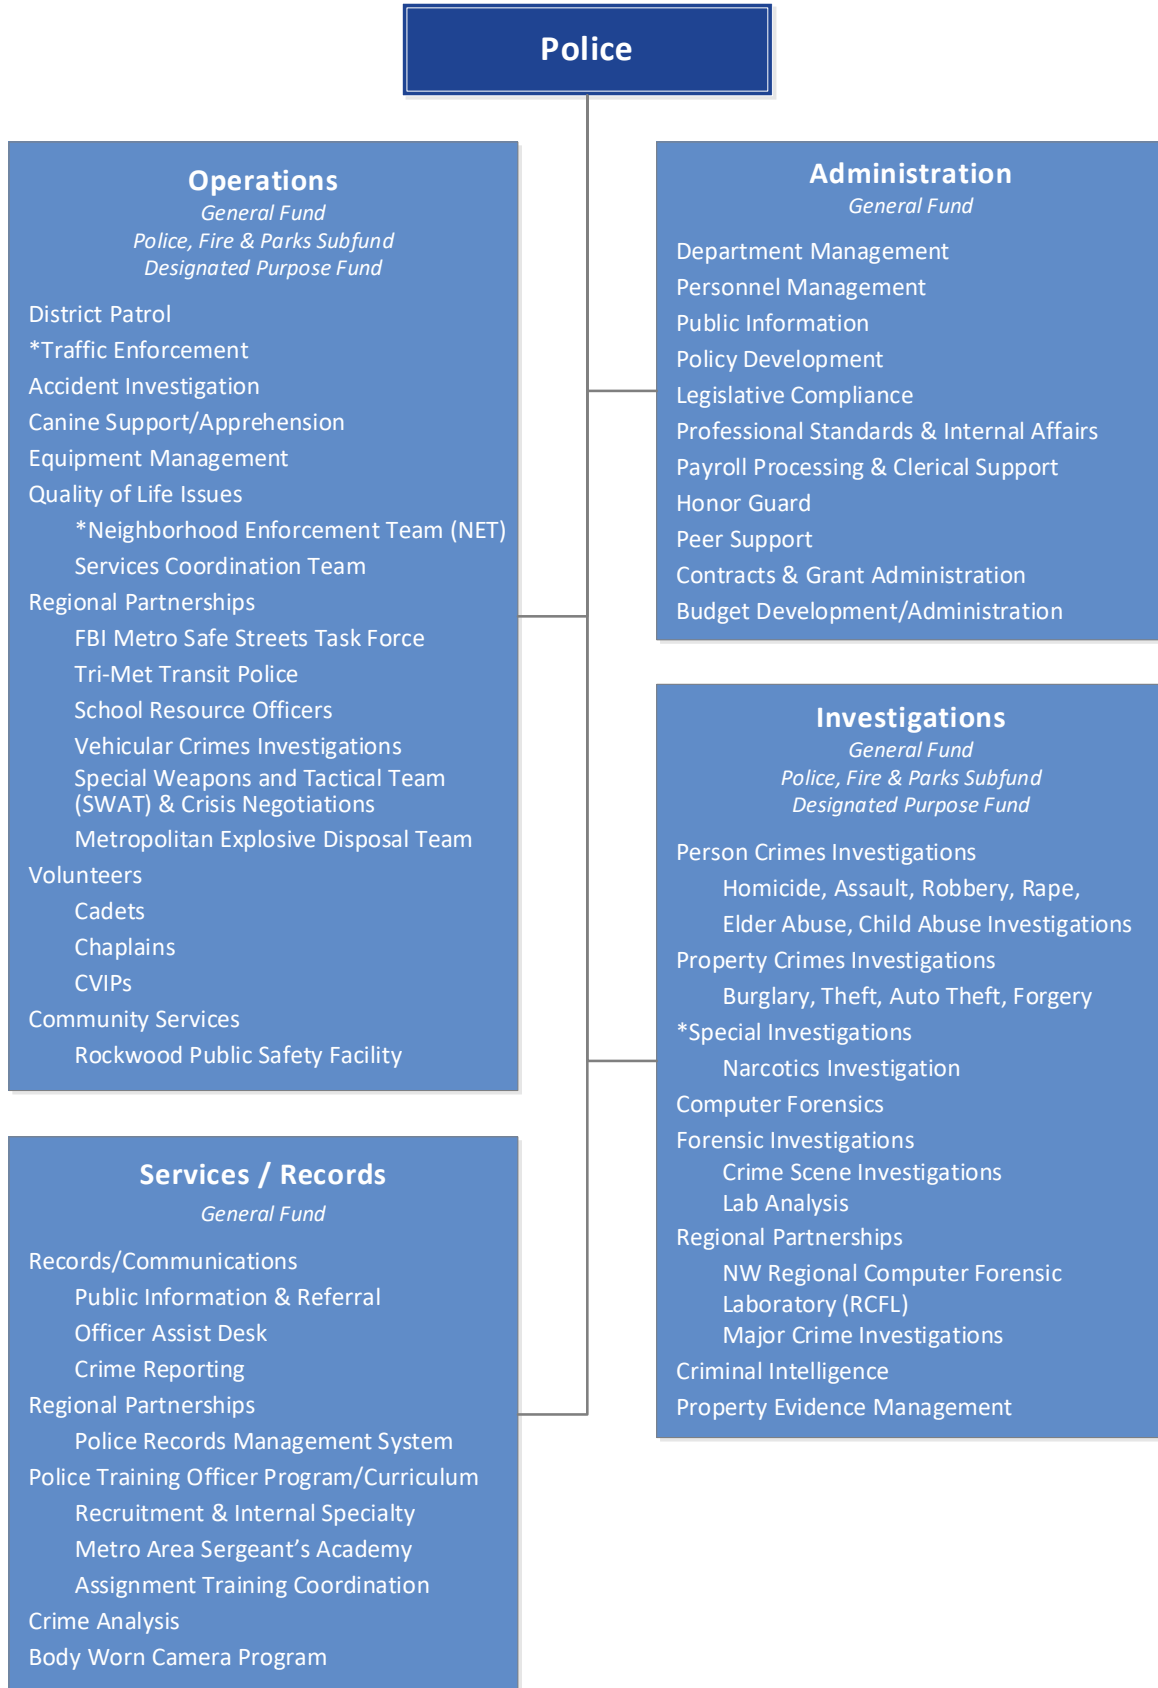 Police
Operations
General Fund
Police, Fire & Parks Subfund
Designated Purpose Fund
District Patrol
*Traffic Enforcement
Accident Investigation
Canine Support/Apprehension
Equipment Management
Quality of Life Issues
*Neighborhood Enforcement Team (NET)
Services Coordination Team
Regional Partnerships
FBI Metro Safe Streets Task Force
Tri-Met Transit Police
School Resource Officers
Vehicular Crimes Investigations
Special Weapons and Tactical Team
(SWAT) & Crisis Negotiations
Metropolitan Explosive Disposal Team
Volunteers
Cadets
Chaplains
CVIPs
Community Services
Rockwood Public Safety Facility
Administration
General Fund
Department Management
Personnel Management
Public Information
Policy Development
Legislative Compliance
Professional Standards & Internal Affairs
Payroll Processing & Clerical Support
Honor Guard
Peer Support
Contracts & Grant Administration
Budget Development/Administration
Services / Records
General Fund
Records/Communications
Public Information & Referral
Officer Assist Desk
Crime Reporting
Regional Partnerships
Police Records Management System
Police Training Officer Program/Curriculum
Recruitment & Internal Specialty
Metro Area Sergeant’s Academy
Assignment Training Coordination
Crime Analysis
Body Worn Camera Program
Investigations
General Fund
Police, Fire & Parks Subfund
Designated Purpose Fund
Person Crimes Investigations
Homicide, Assault, Robbery, Rape,
Elder Abuse, Child Abuse Investigations
Property Crimes Investigations
Burglary, Theft, Auto Theft, Forgery
*Special Investigations
Narcotics Investigation
Computer Forensics
Forensic Investigations
Crime Scene Investigations
Lab Analysis
Regional Partnerships
NW Regional Computer Forensic
Laboratory (RCFL)
Major Crime Investigations
Criminal Intelligence
Property Evidence Management